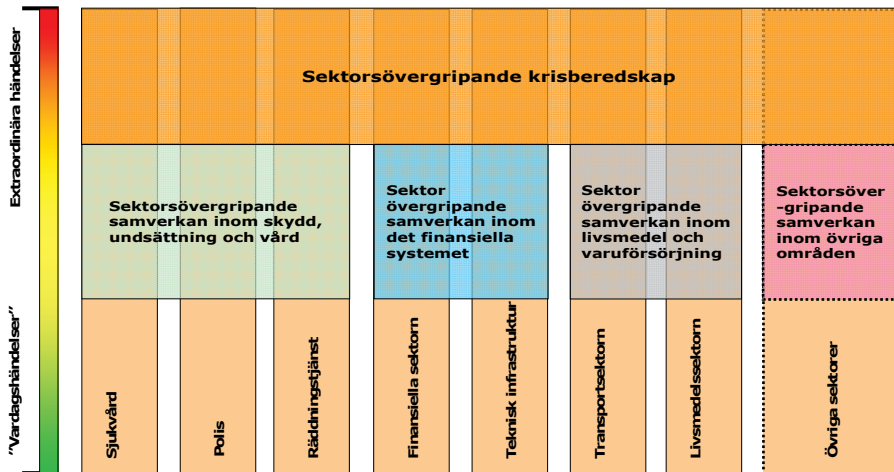 Extraordinära händelser
"Vardagshändelser"
Sektorsövergripande krisberedskap
Sektorsövergripande
samverkan inom skydd,
undsättning och vård
Sektor
övergripande
samverkan inom
det finansiella
systemet
Sektor
övergripande
samverkan inom
livsmedel och
varuförsörjning
Sektorsöver
-gripande
samverkan
inom övriga
områden
Sjukvård
Polis
Räddningstjänst
Finansiella sektorn
Teknisk infrastruktur
Transportsektorn
Livsmedelssektorn
Övriga sektorer